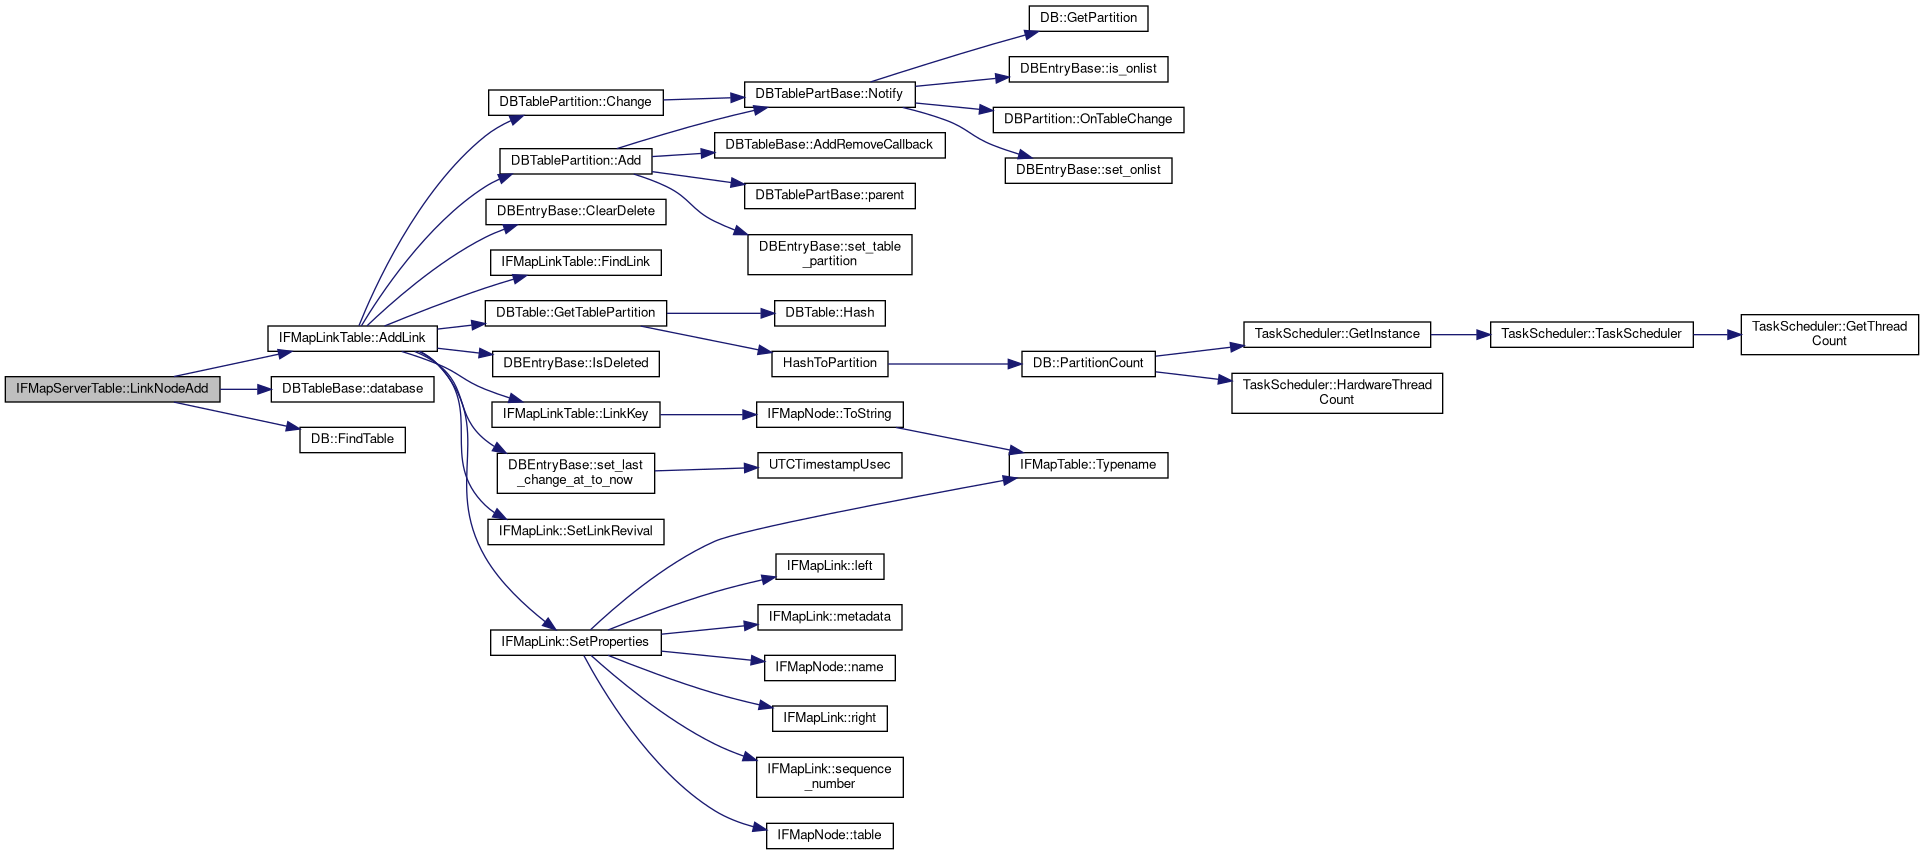 IFMapServerTable::LinkNodeAdd
IFMapLinkTable::AddLink
DBTableBase::database
DB::FindTable
DBTablePartition::Change
DBTablePartition::Add
DBEntryBase::ClearDelete
IFMapLinkTable::FindLink
DBTable::GetTablePartition
DBEntryBase::IsDeleted
IFMapLinkTable::LinkKey
DBEntryBase::set_last
_change_at_to_now
IFMapLink::SetLinkRevival
IFMapLink::SetProperties
DBTablePartBase::Notify
DBTableBase::AddRemoveCallback
DBTablePartBase::parent
DBEntryBase::set_table
_partition
DBTable::Hash
HashToPartition
IFMapNode::ToString
UTCTimestampUsec
IFMapLink::left
IFMapLink::metadata
IFMapNode::name
IFMapLink::right
IFMapLink::sequence
_number
IFMapNode::table
DB::GetPartition
DBEntryBase::is_onlist
DBPartition::OnTableChange
DBEntryBase::set_onlist
DB::PartitionCount
IFMapTable::Typename
TaskScheduler::GetInstance
TaskScheduler::HardwareThread
Count
TaskScheduler::TaskScheduler
TaskScheduler::GetThread
Count